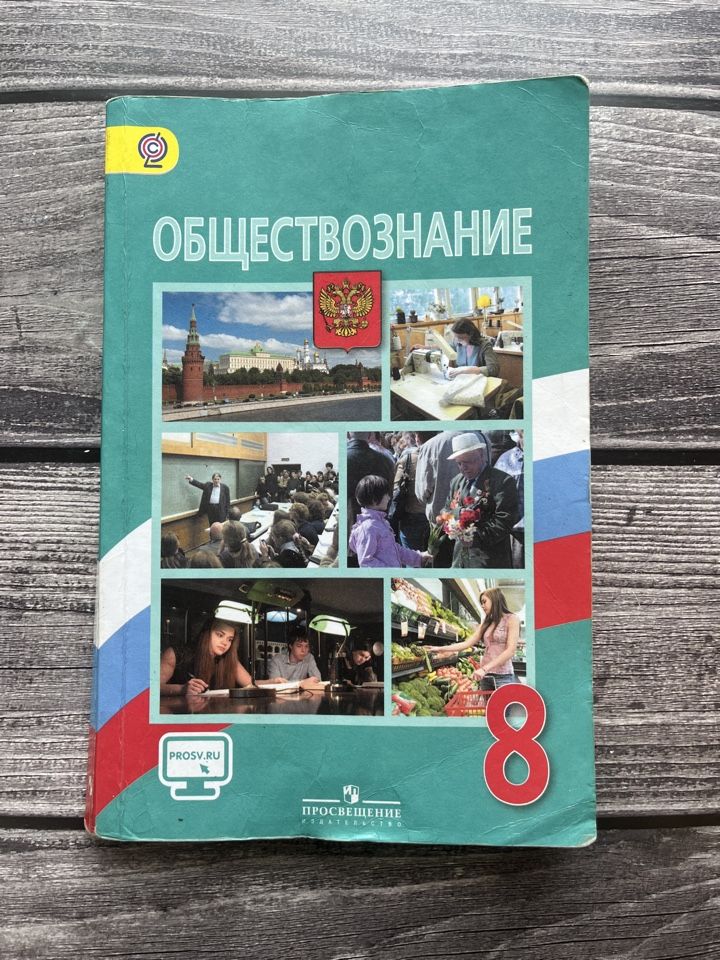 ОБЩЕСТВОЗНАНИЕ
PROSV.RU
8
ПРОСВЕЩЕНИЕ
ИЗДАТЕЛЬСТВО